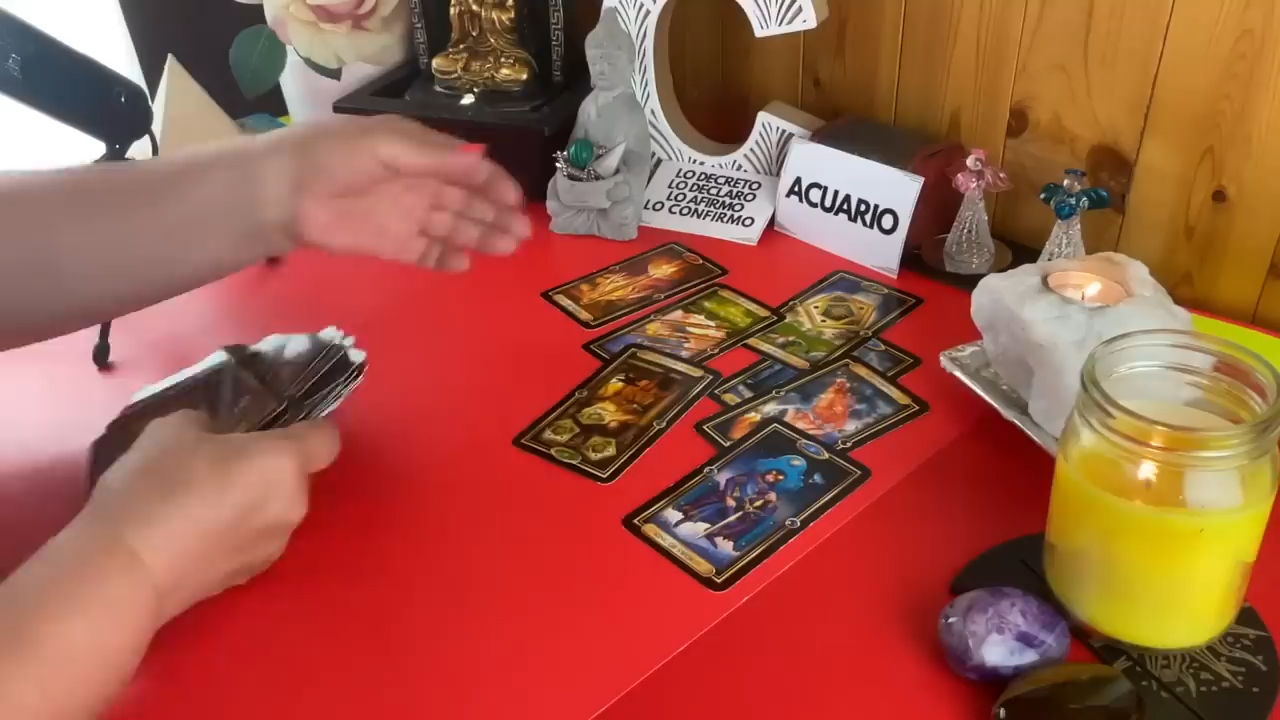 LO DECRETO
LO DECLARO
LO AFIRMO
LO CONFIRMO
ACUARIO